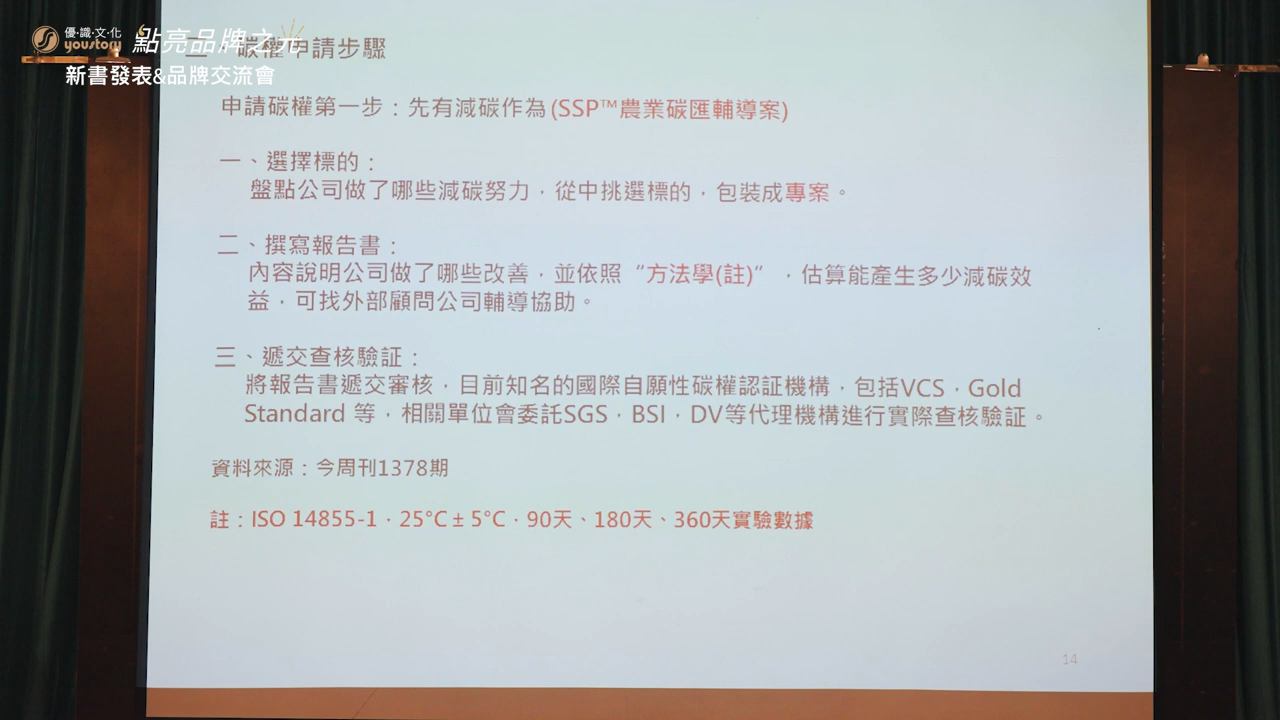 優·識·文·化
youstory
點亮品牌之元
新書發表&品牌交流會
碳權申請步驟
申請碳權第一步：先有減碳作為(SSP™農業碳匯輔導案)
一、選擇標的：
盤點公司做了哪些減碳努力，從中挑選標的，包裝成專案。
二、撰寫報告書：
內容說明公司做了哪些改善，並依照“方法學(註)”，估算能產生多少減碳效
益，可找外部顧問公司輔導協助。
三、遞交查核驗証：
將報告書遞交審核，目前知名的國際自願性碳權認証機構，包括VCS，Gold
Standard 等，相關單位會委託SGS，BSI，DV等代理機構進行實際查核驗証。
資料來源：今周刊1378期
註：ISO 14855-1，25°C±5°C，90天、180天、360天實驗數據
14